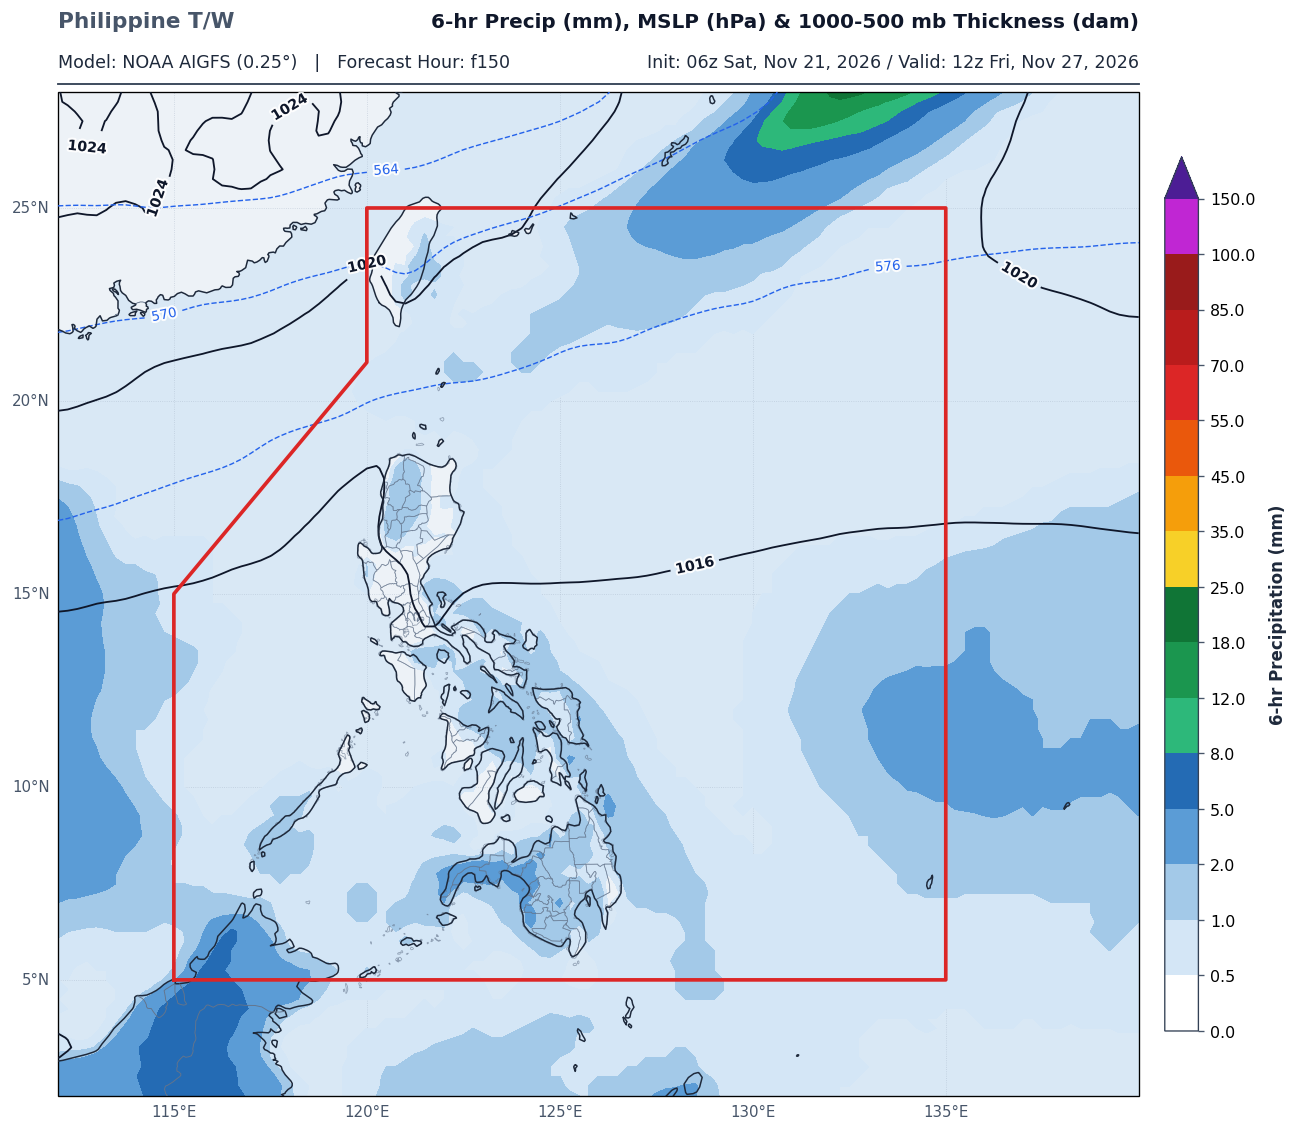 Philippine T/W
6-hr Precip (mm), MSLP (hPa) & 1000-500 mb Thickness (dam)
Model: NOAA AIGFS (0.25°) | Forecast Hour: f150
Init: 06z Sat, Nov 21, 2026 / Valid: 12z Fri, Nov 27, 2026
1024
1024
1024
564
1020
576
1020
570
1016
25°N
20°N
15°N
10°N
5°N
115°E
120°E
125°E
130°E
135°E
150.0
100.0
85.0
70.0
55.0
45.0
35.0
25.0
18.0
12.0
8.0
5.0
2.0
1.0
0.5
0.0
6-hr Precipitation (mm)